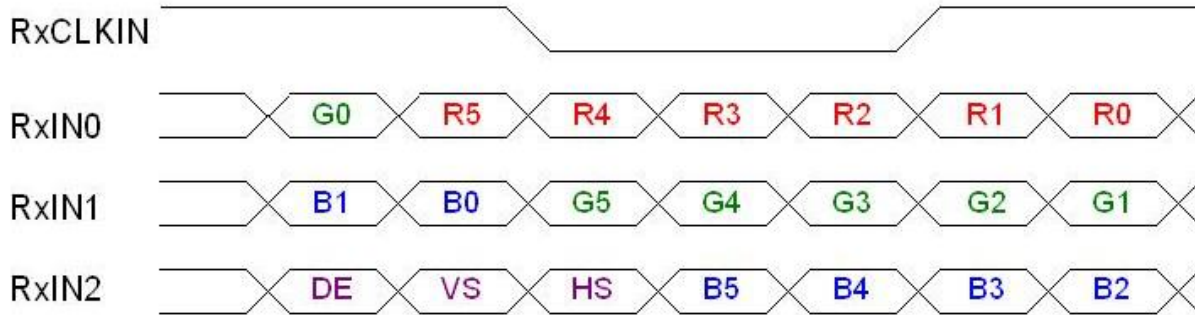 RxCLKIN
RxIN0 G0 R5 R4 R3 R2 R1 R0
RxIN1 B1 B0 G5 G4 G3 G2 G1
RxIN2 DE VS HS B5 B4 B3 B2